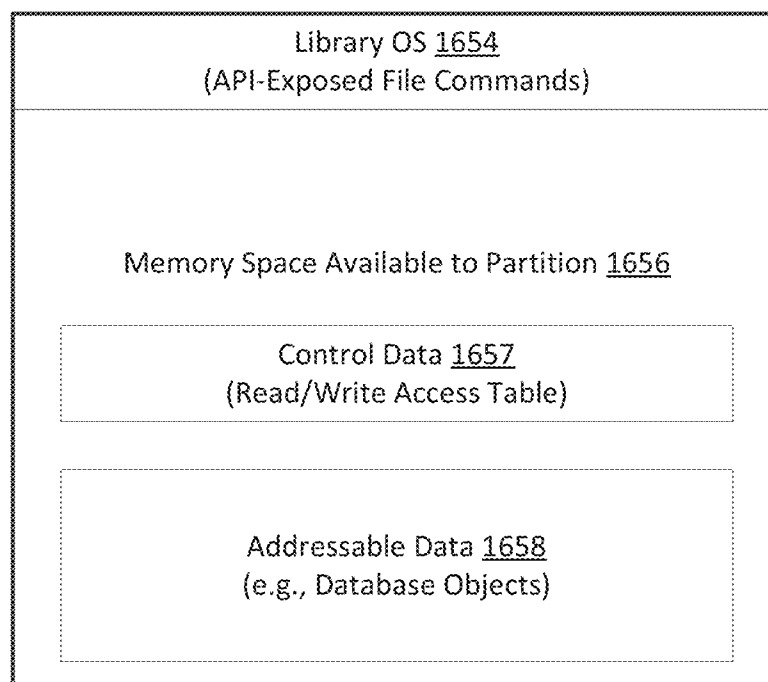 Library OS 1654
(API-Exposed File Commands)
Memory Space Available to Partition 1656
Control Data 1657
(Read/Write Access Table)
Addressable Data 1658
(e.g., Database Objects)